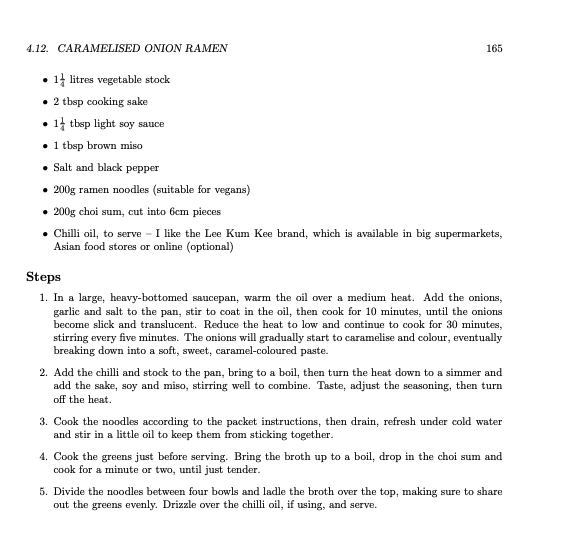 4.12. CARAMELISED ONION RAMEN 165
• 1¼ litres vegetable stock
• 2 tbsp cooking sake
• 1¼ tbsp light soy sauce
• 1 tbsp brown miso
• Salt and black pepper
• 200g ramen noodles (suitable for vegans)
• 200g choi sum, cut into 6cm pieces
• Chilli oil, to serve – I like the Lee Kum Kee brand, which is available in big supermarkets,
Asian food stores or online (optional)
Steps
1. In a large, heavy-bottomed saucepan, warm the oil over a medium heat. Add the onions,
garlic and salt to the pan, stir to coat in the oil, then cook for 10 minutes, until the onions
become slick and translucent. Reduce the heat to low and continue to cook for 30 minutes,
stirring every five minutes. The onions will gradually start to caramelise and colour, eventually
breaking down into a soft, sweet, caramel-coloured paste.
2. Add the chilli and stock to the pan, bring to a boil, then turn the heat down to a simmer and
add the sake, soy and miso, stirring well to combine. Taste, adjust the seasoning, then turn
off the heat.
3. Cook the noodles according to the packet instructions, then drain, refresh under cold water
and stir in a little oil to keep them from sticking together.
4. Cook the greens just before serving. Bring the broth up to a boil, drop in the choi sum and
cook for a minute or two, until just tender.
5. Divide the noodles between four bowls and ladle the broth over the top, making sure to share
out the greens evenly. Drizzle over the chilli oil, if using, and serve.